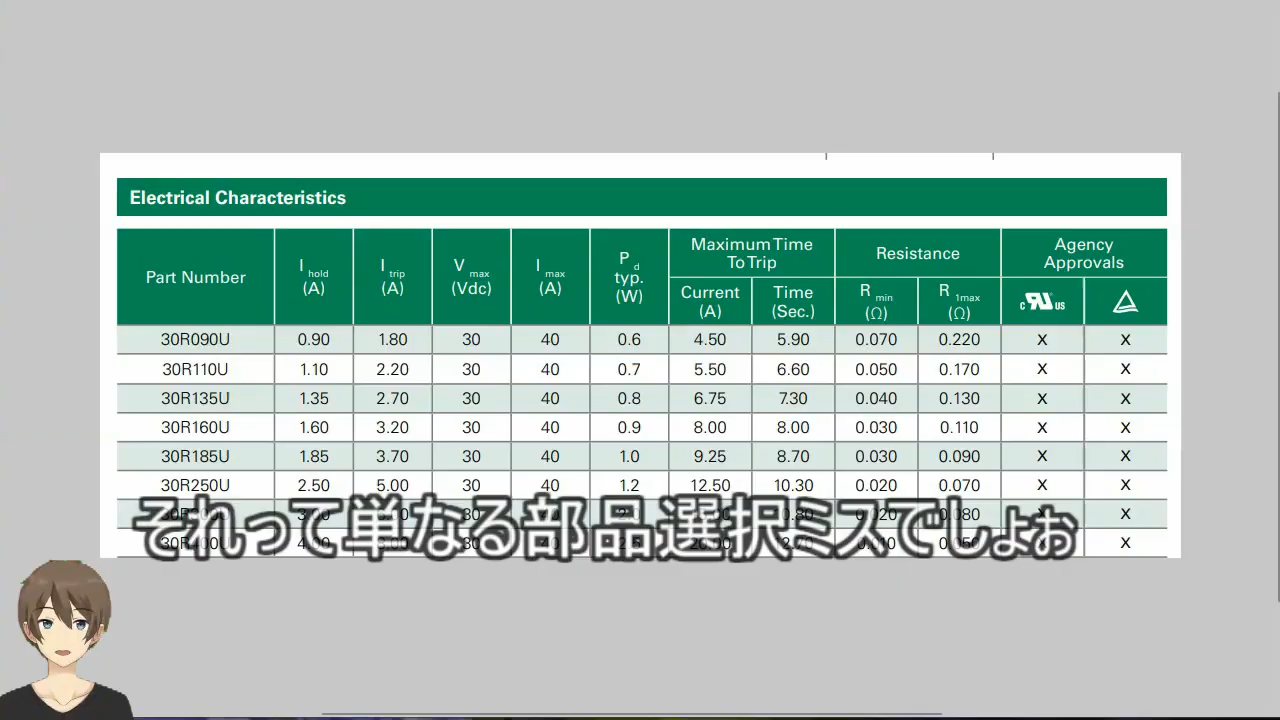 Electrical Characteristics
Part Number I hold (A) I trip (A) V max (Vdc) I max (A) P d typ. (W) Maximum Time To Trip Resistance Agency Approvals
Current (A) Time (Sec.) R min (Ω) R 1max (Ω) c US
30R090U 0.90 1.80 30 40 0.6 4.50 5.90 0.070 0.220 X X
30R110U 1.10 2.20 30 40 0.7 5.50 6.60 0.050 0.170 X X
30R135U 1.35 2.70 30 40 0.8 6.75 7.30 0.040 0.130 X X
30R160U 1.60 3.20 30 40 0.9 8.00 8.00 0.030 0.110 X X
30R185U 1.85 3.70 30 40 1.0 9.25 8.70 0.030 0.090 X X
30R250U 2.50 5.00 30 40 1.2 12.50 10.30 0.020 0.070 X X
X
X
それって単なる部品選択ミスでしょお